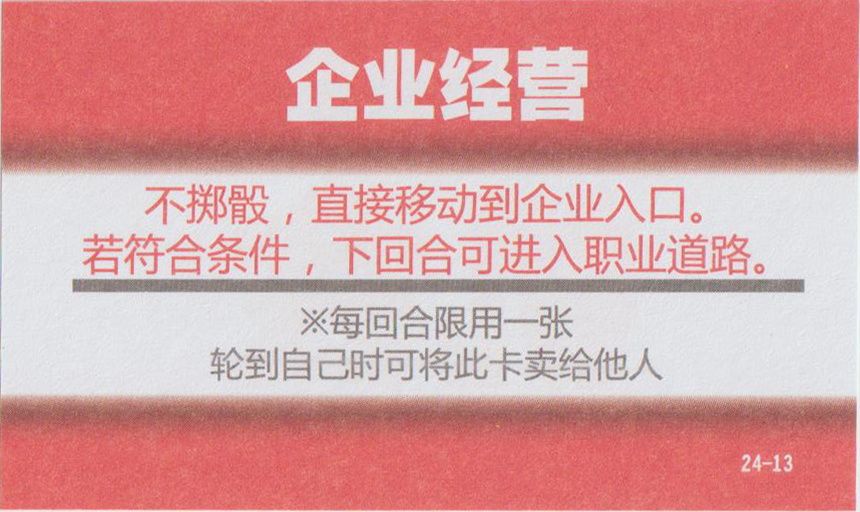 企业经营
不掷骰，直接移动到企业入口。
若符合条件，下回合可进入职业道路。
※每回合限用一张
轮到自己时可将此卡卖给他人
24-13